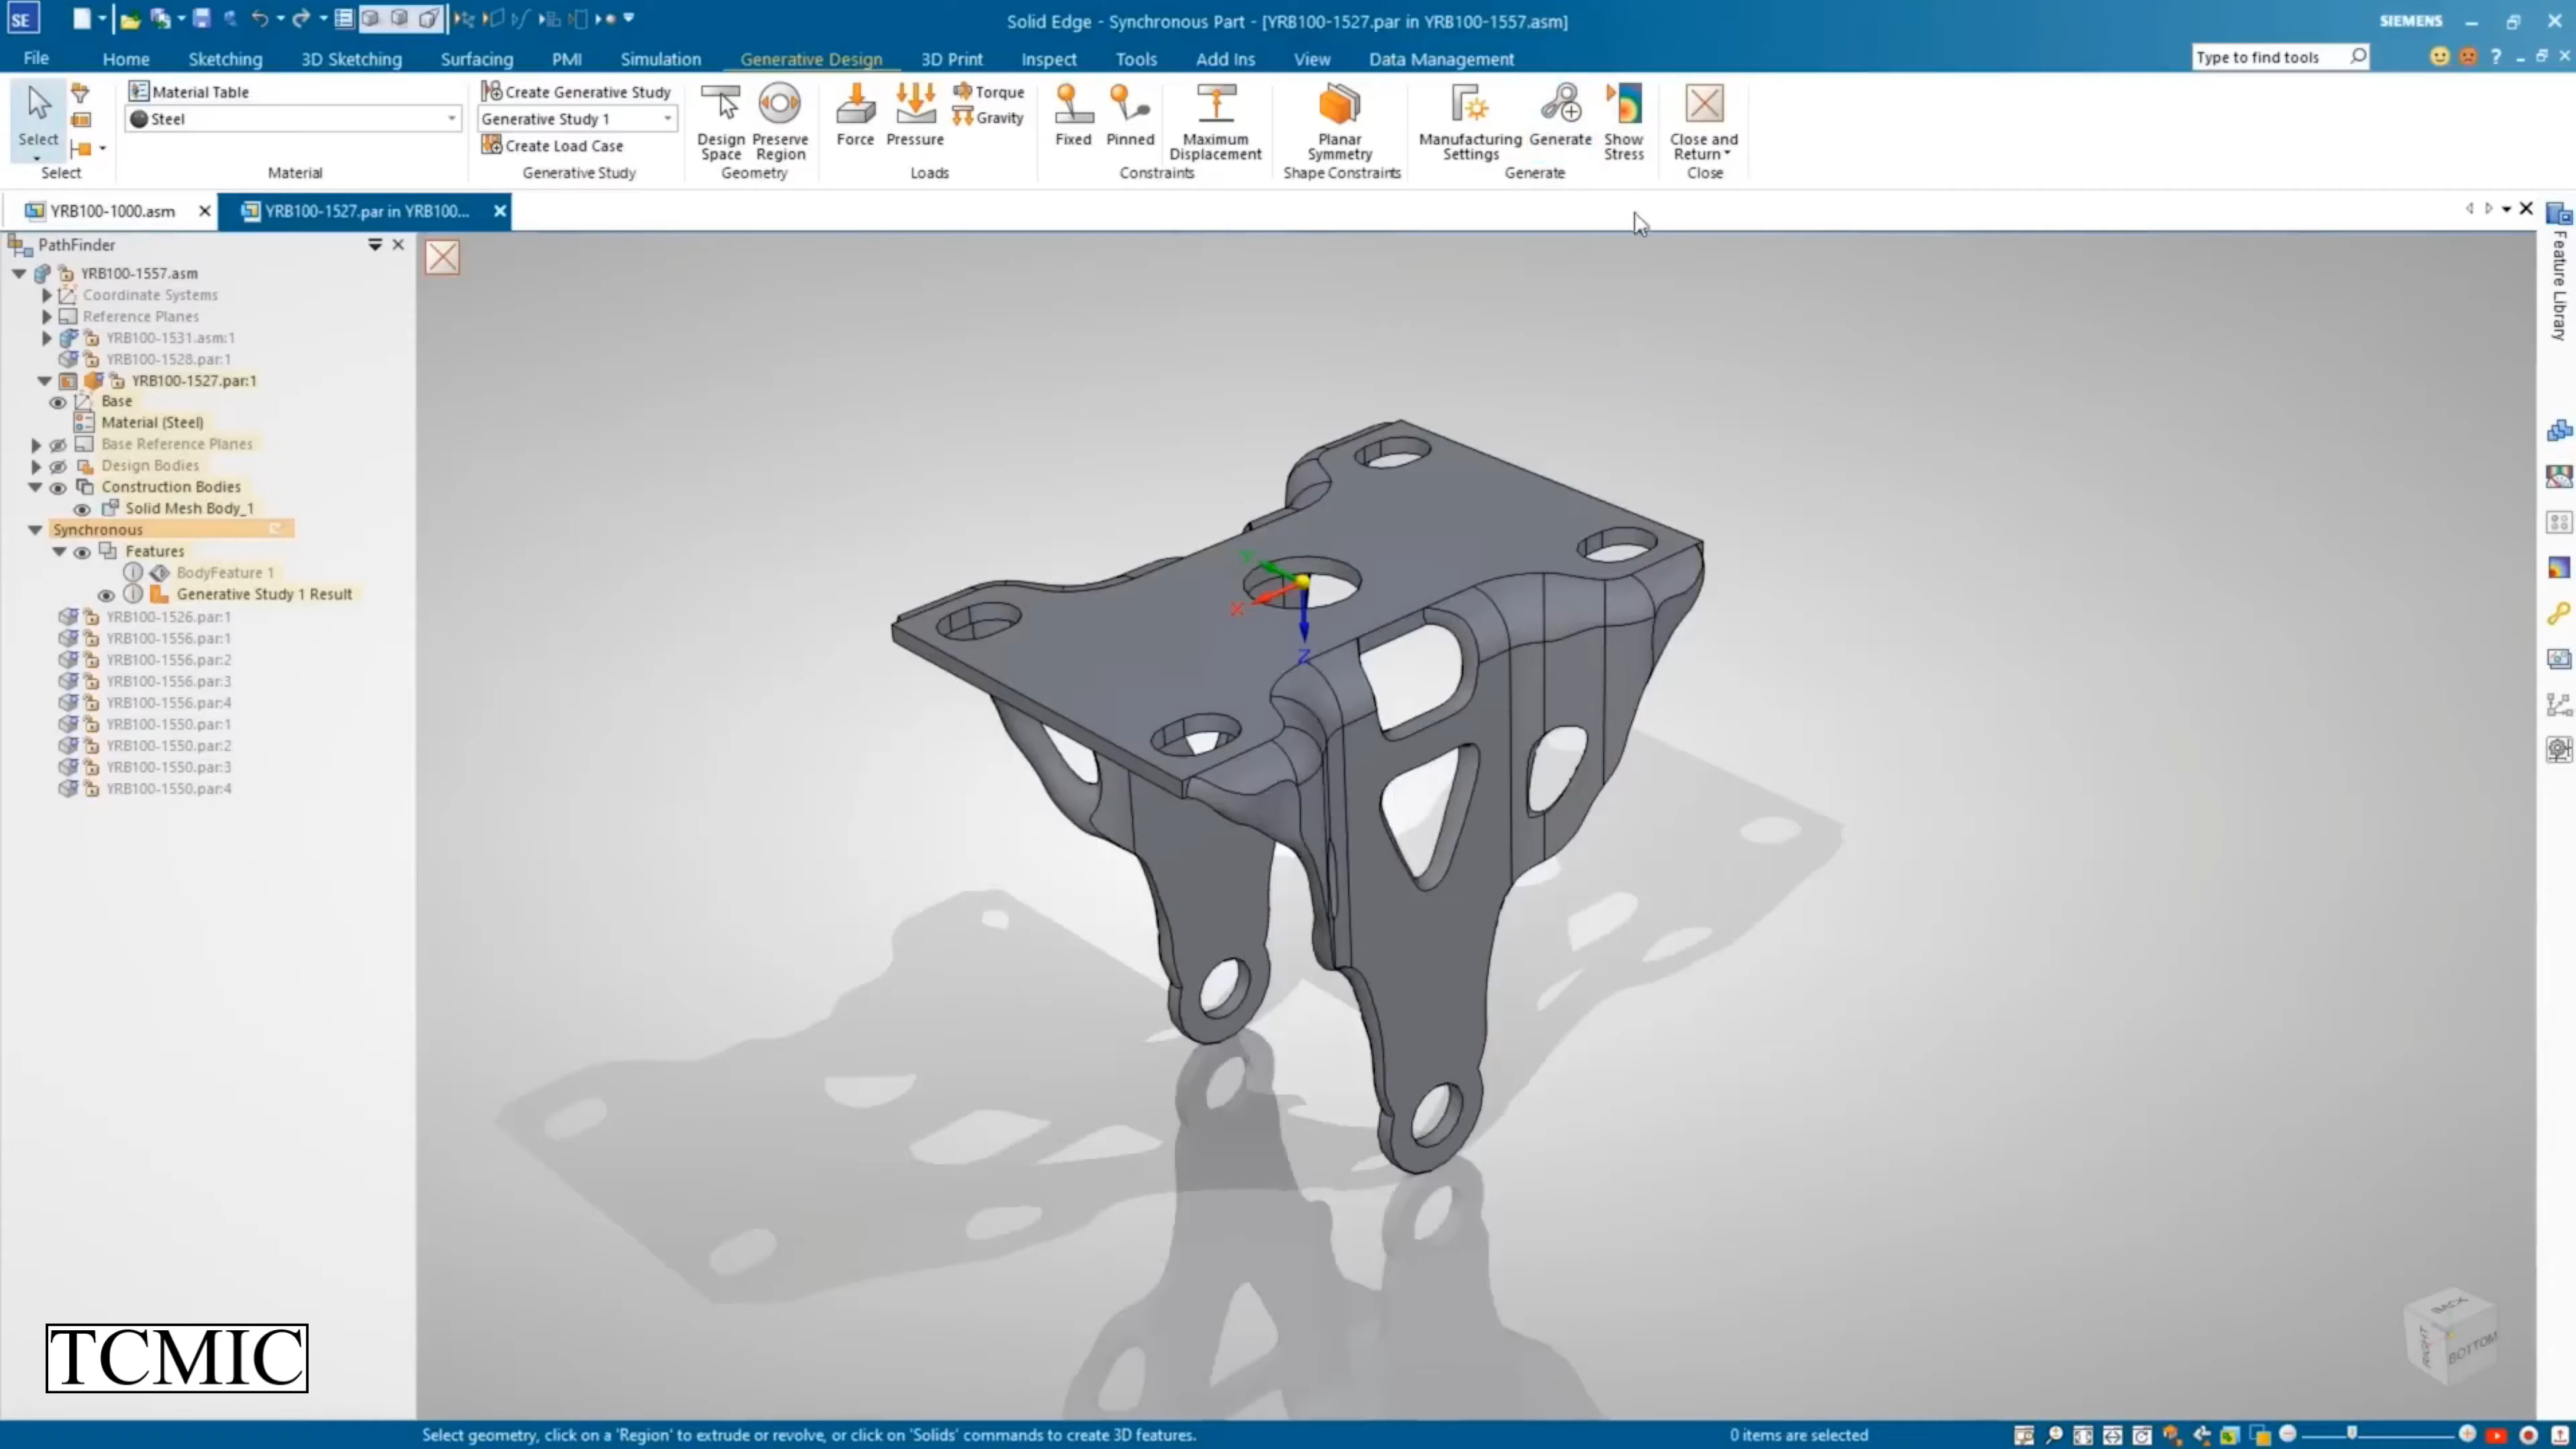 SE
Solid Edge - Synchronous Part - [YRB100-1527.par in YRB100-1557.asm]
SIEMENS
File Home Sketching 3D Sketching Surfacing PMI Simulation Generative Design 3D Print Inspect Tools Add Ins View Data Management
Type to find tools
Select
Select
Material Table
Steel
Material
Create Generative Study
Generative Study 1
Create Load Case
Generative Study
Design Space
Preserve Region
Geometry
Force
Pressure
Torque
Gravity
Loads
Fixed
Pinned
Maximum Displacement
Constraints
Planar Symmetry
Shape Constraints
Manufacturing Settings
Generate
Show Stress
Generate
Close and Return
Close
YRB100-1000.asm
YRB100-1527.par in YRB100...
PathFinder
YRB100-1557.asm
Coordinate Systems
Reference Planes
YRB100-1531.asm:1
YRB100-1528.par:1
YRB100-1527.par:1
Base
Material (Steel)
Base Reference Planes
Design Bodies
Construction Bodies
Solid Mesh Body_1
Synchronous
Features
BodyFeature 1
Generative Study 1 Result
YRB100-1526.par:1
YRB100-1556.par:1
YRB100-1556.par:2
YRB100-1556.par:3
YRB100-1556.par:4
YRB100-1550.par:1
YRB100-1550.par:2
YRB100-1550.par:3
YRB100-1550.par:4
Feature Library
Y
X
Z
BACK
RIGHT
BOTTOM
TCMIC
Select geometry, click on a 'Region' to extrude or revolve, or click on 'Solids' commands to create 3D features.
0 items are selected